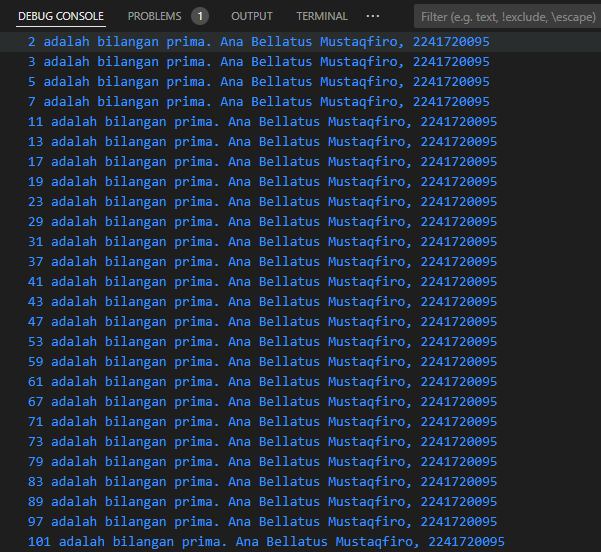 DEBUG CONSOLE PROBLEMS 1 OUTPUT TERMINAL ··· Filter (e.g. text, !exclude, \escape)
2 adalah bilangan prima. Ana Bellatus Mustaqfiro, 2241720095
3 adalah bilangan prima. Ana Bellatus Mustaqfiro, 2241720095
5 adalah bilangan prima. Ana Bellatus Mustaqfiro, 2241720095
7 adalah bilangan prima. Ana Bellatus Mustaqfiro, 2241720095
11 adalah bilangan prima. Ana Bellatus Mustaqfiro, 2241720095
13 adalah bilangan prima. Ana Bellatus Mustaqfiro, 2241720095
17 adalah bilangan prima. Ana Bellatus Mustaqfiro, 2241720095
19 adalah bilangan prima. Ana Bellatus Mustaqfiro, 2241720095
23 adalah bilangan prima. Ana Bellatus Mustaqfiro, 2241720095
29 adalah bilangan prima. Ana Bellatus Mustaqfiro, 2241720095
31 adalah bilangan prima. Ana Bellatus Mustaqfiro, 2241720095
37 adalah bilangan prima. Ana Bellatus Mustaqfiro, 2241720095
41 adalah bilangan prima. Ana Bellatus Mustaqfiro, 2241720095
43 adalah bilangan prima. Ana Bellatus Mustaqfiro, 2241720095
47 adalah bilangan prima. Ana Bellatus Mustaqfiro, 2241720095
53 adalah bilangan prima. Ana Bellatus Mustaqfiro, 2241720095
59 adalah bilangan prima. Ana Bellatus Mustaqfiro, 2241720095
61 adalah bilangan prima. Ana Bellatus Mustaqfiro, 2241720095
67 adalah bilangan prima. Ana Bellatus Mustaqfiro, 2241720095
71 adalah bilangan prima. Ana Bellatus Mustaqfiro, 2241720095
73 adalah bilangan prima. Ana Bellatus Mustaqfiro, 2241720095
79 adalah bilangan prima. Ana Bellatus Mustaqfiro, 2241720095
83 adalah bilangan prima. Ana Bellatus Mustaqfiro, 2241720095
89 adalah bilangan prima. Ana Bellatus Mustaqfiro, 2241720095
97 adalah bilangan prima. Ana Bellatus Mustaqfiro, 2241720095
101 adalah bilangan prima. Ana Bellatus Mustaqfiro, 2241720095